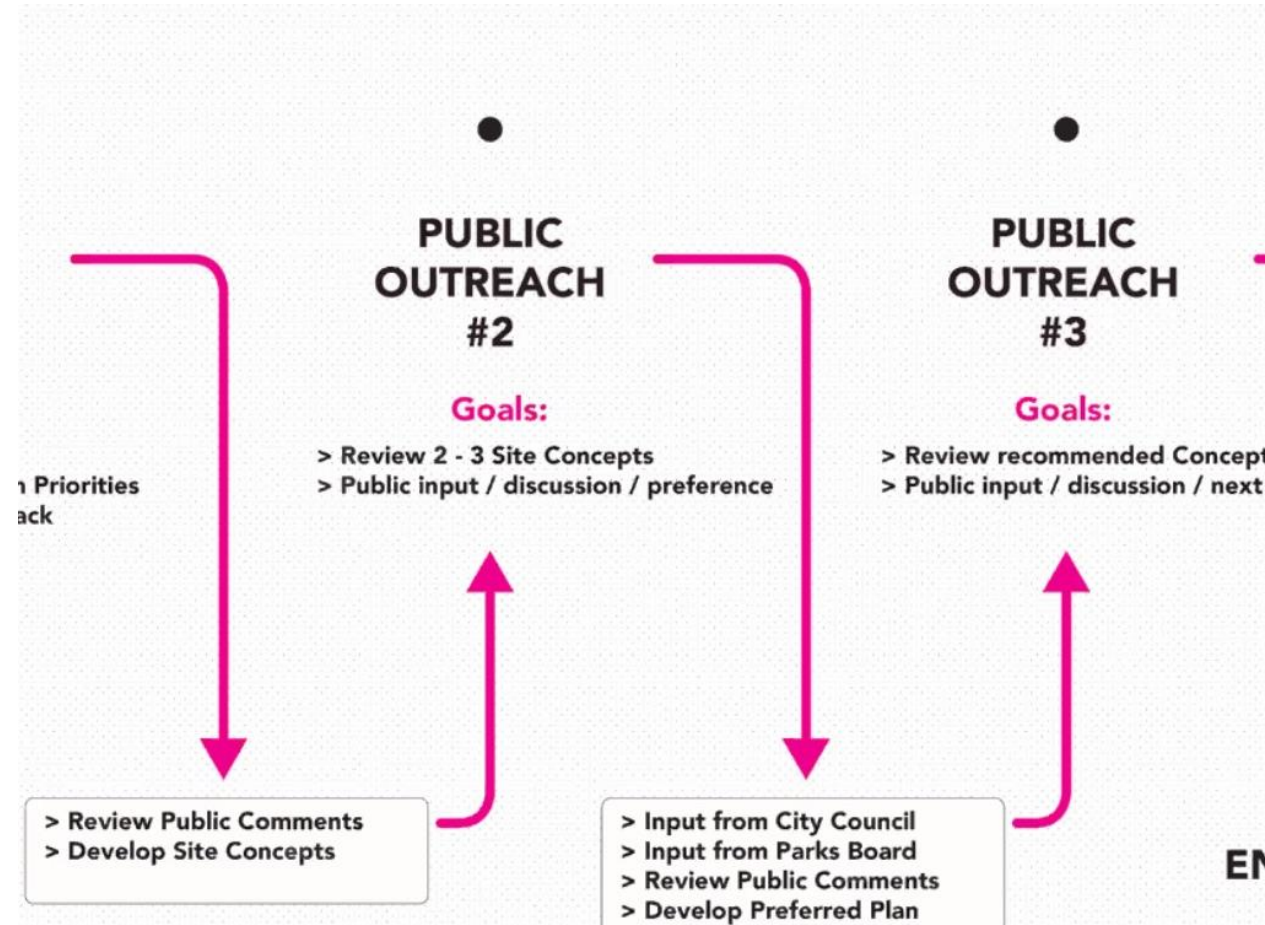 Priorities
PUBLIC
OUTREACH
#2
Goals:
> Review 2 - 3 Site Concepts
> Public input / discussion / preference
PUBLIC
OUTREACH
#3
Goals:
> Review recommended Concept
> Public input / discussion / next
> Review Public Comments
> Develop Site Concepts
> Input from City Council
> Input from Parks Board
> Review Public Comments
> Develop Preferred Plan